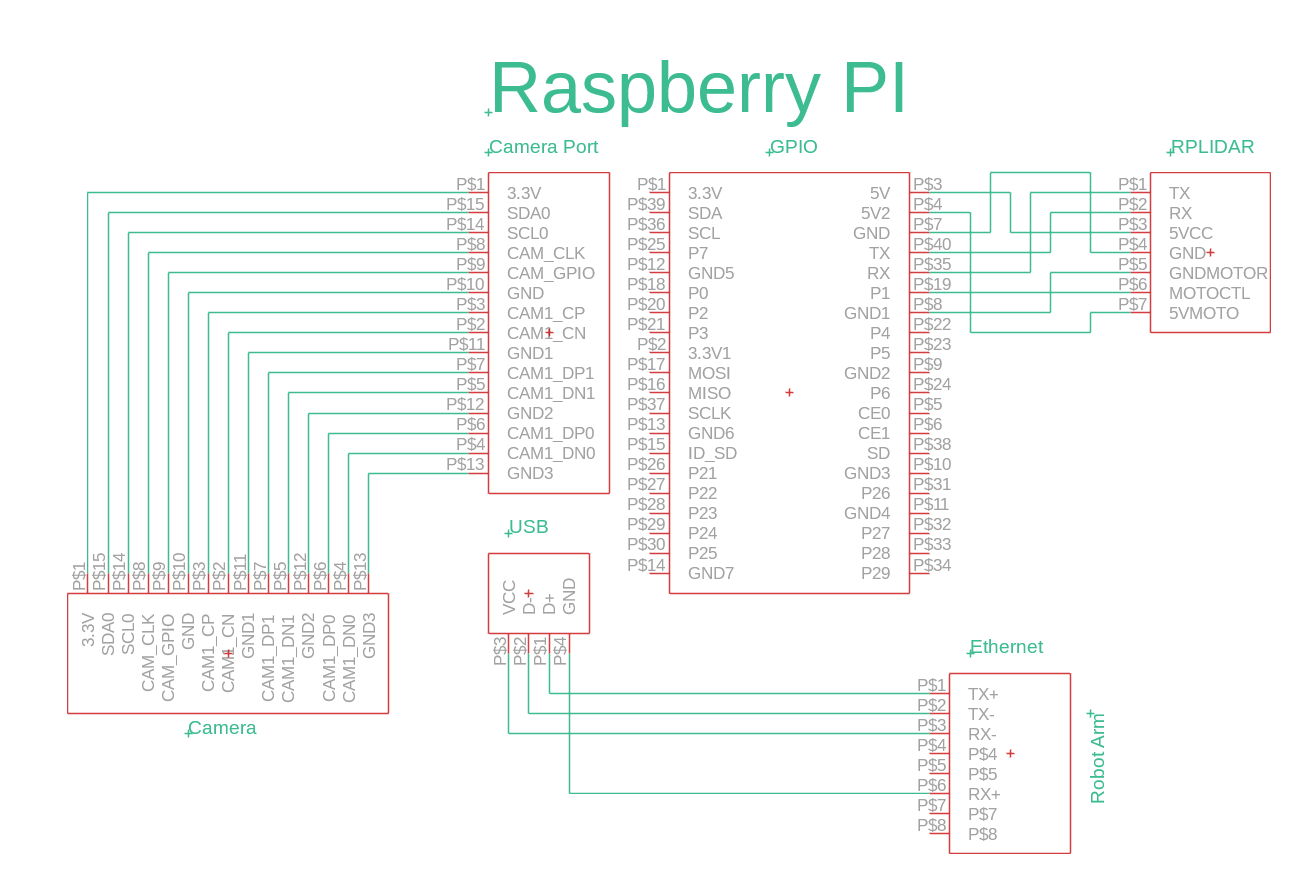 Raspberry PI
Camera Port
GPIO
RPLIDAR
P$1 3.3V
P$15 SDA0
P$14 SCL0
P$8 CAM_CLK
P$9 CAM_GPIO
P$10 GND
P$3 CAM1_CP
P$2 CAM1_CN
P$11 GND1
P$7 CAM1_DP1
P$5 CAM1_DN1
P$12 GND2
P$6 CAM1_DP0
P$4 CAM1_DN0
P$13 GND3
P$1 3.3V 5V P$3
P$39 SDA 5V2 P$4
P$36 SCL GND P$7
P$25 P7 TX P$40
P$12 GND5 RX P$35
P$18 P0 P1 P$19
P$20 P2 GND1 P$8
P$21 P3 P4 P$22
P$2 3.3V1 P5 P$23
P$17 MOSI GND2 P$9
P$16 MISO P6 P$24
P$37 SCLK CE0 P$5
P$13 GND6 CE1 P$6
P$15 ID_SD SD P$38
P$26 P21 GND3 P$10
P$27 P22 P26 P$31
P$28 P23 GND4 P$11
P$29 P24 P27 P$32
P$30 P25 P28 P$33
P$14 GND7 P29 P$34
P$1 TX
P$2 RX
P$3 5VCC
P$4 GND
P$5 GNDMOTOR
P$6 MOTOCTL
P$7 5VMOTO
P$1 3.3V
P$15 SDA0
P$14 SCL0
P$8 CAM_CLK
P$9 CAM_GPIO
P$10 GND
P$3 CAM1_CP
P$2 CAM1_CN
P$11 GND1
P$7 CAM1_DP1
P$5 CAM1_DN1
P$12 GND2
P$6 CAM1_DP0
P$4 CAM1_DN0
P$13 GND3
Camera
USB
VCC P$3
D- P$2
D+ P$1
GND P$4
Ethernet
P$1 TX+
P$2 TX-
P$3 RX-
P$4 P$4
P$5 P$5
P$6 RX+
P$7 P$7
P$8 P$8
Robot Arm